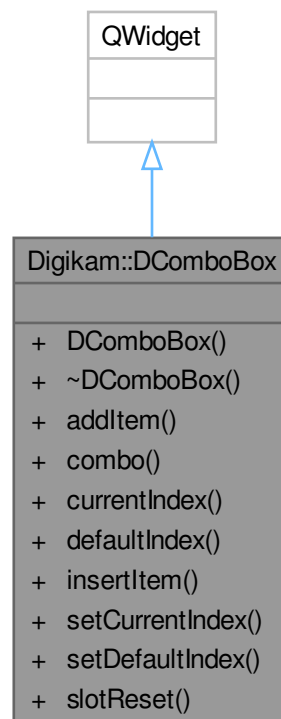 QWidget
Digikam::DComboBox
+ DComboBox()
+ ~DComboBox()
+ addItem()
+ combo()
+ currentIndex()
+ defaultIndex()
+ insertItem()
+ setCurrentIndex()
+ setDefaultIndex()
+ slotReset()